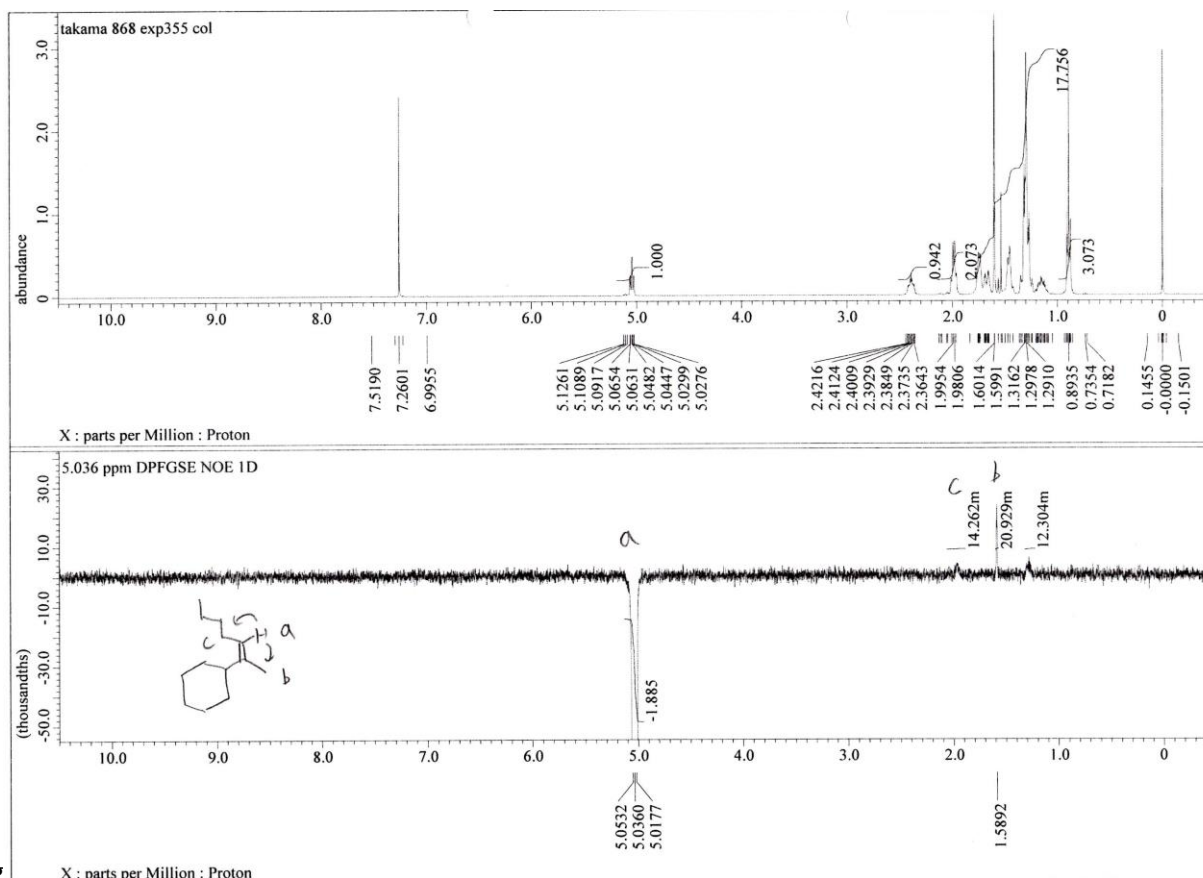 takama 868 exp355 col
abundance
3.0
2.0
1.0
0
1.000
0.942
2.073
17.756
3.073
10.0 9.0 8.0 7.0 6.0 5.0 4.0 3.0 2.0 1.0 0
7.5190
7.2601
6.9955
5.1261
5.1089
5.0917
5.0654
5.0631
5.0482
5.0447
5.0299
5.0276
2.4216
2.4124
2.4009
2.3929
2.3849
2.3735
2.3643
1.9954
1.9806
1.6014
1.5991
1.3162
1.2978
1.2910
0.8935
0.7354
0.7182
0.1455
-0.0000
-0.1501
X : parts per Million : Proton
5.036 ppm DPFGSE NOE 1D
(thousandths)
30.0
10.0
0
-10.0
-30.0
-50.0
a
c
b
14.262m
20.929m
12.304m
-1.885
c
H
a
b
10.0 9.0 8.0 7.0 6.0 5.0 4.0 3.0 2.0 1.0 0
5.0532
5.0360
5.0177
1.5892
X : parts per Million : Proton